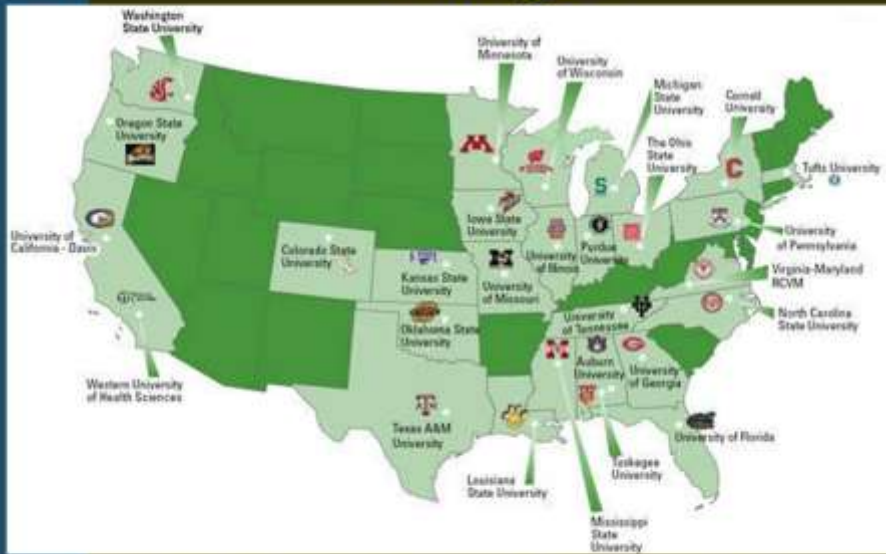 Washington
State University
University of
Minnesota
University
of Wisconsin
Michigan
State
University
Cornell
University
The Ohio
State
University
Oregon State
University
Tufts University
University of
California - Davis
Colorado State
University
Iowa State
University
University
of Illinois
Purdue
University
University
of Pennsylvania
Kansas State
University
University
of Missouri
Virginia-Maryland
RCVM
University
of Tennessee
North Carolina
State University
Oklahoma State
University
Auburn
University
University
of Georgia
Western University
of Health Sciences
Texas A&M
University
University of Florida
Tuskegee
University
Louisiana
State University
Mississippi
State
University